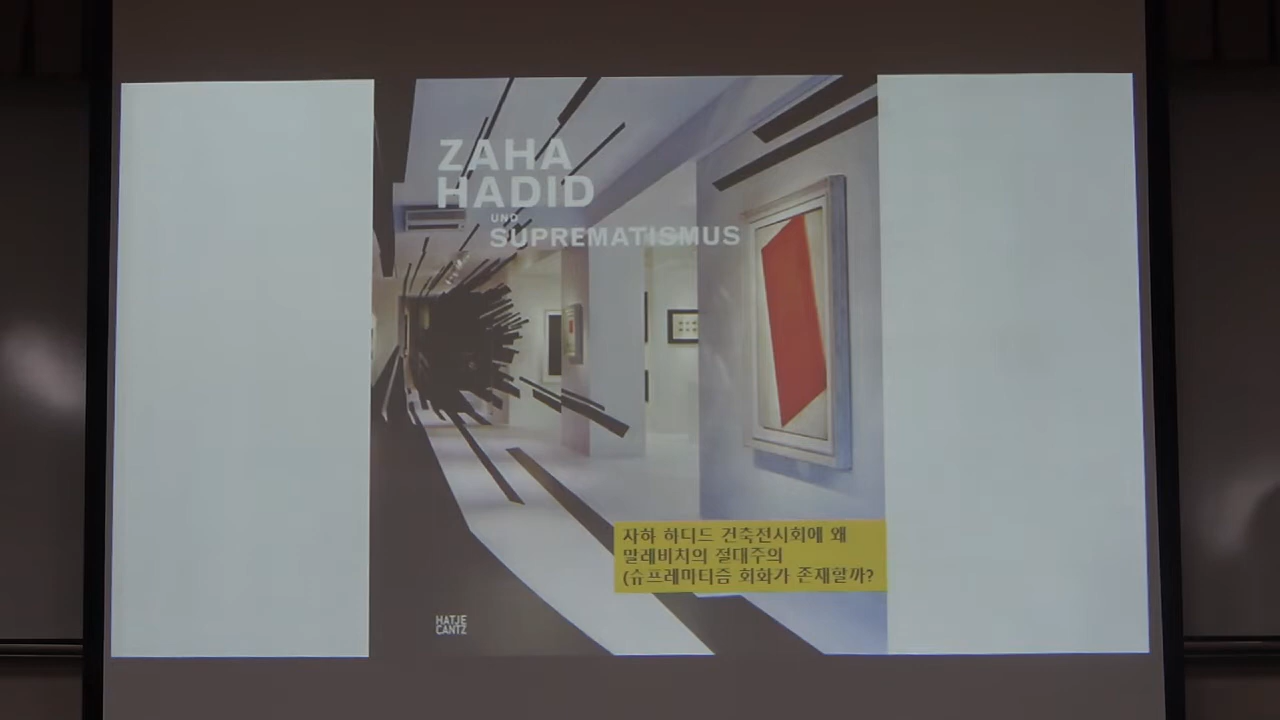 ZAHA
HADID
UND
SUPREMATISMUS
자하 하디드 건축전시회에 왜
말레비치의 절대주의
(슈프레마티즘 회화가 존재할까?
HATJE
CANTZ